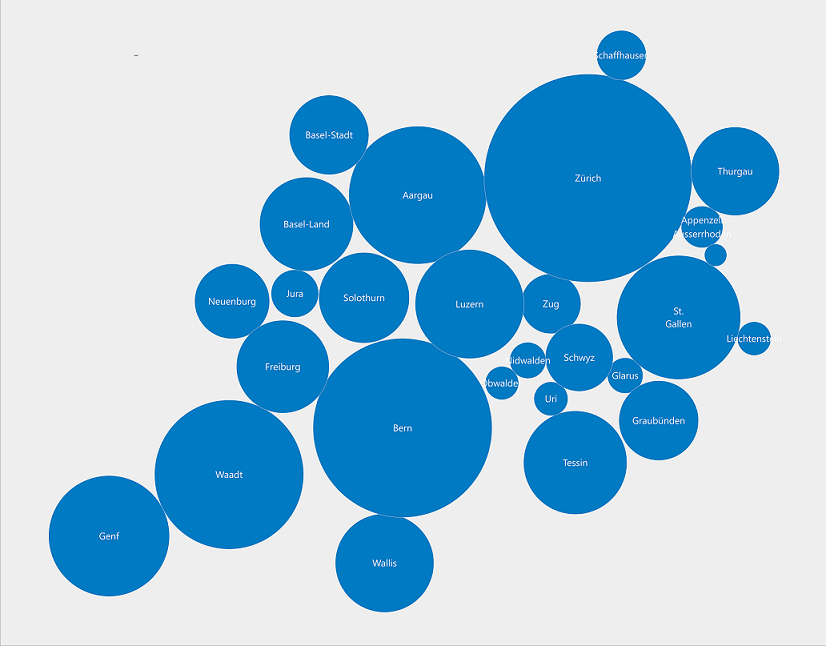 Schaffhausen
Basel-Stadt
Thurgau
Zürich
Aargau
Appenzell
Ausserrhoden
Basel-Land
Jura
Solothurn
Neuenburg
Luzern
Zug
St.
Gallen
Liechtenstein
Nidwalden
Schwyz
Freiburg
Glarus
Obwalden
Uri
Graubünden
Bern
Tessin
Waadt
Genf
Wallis